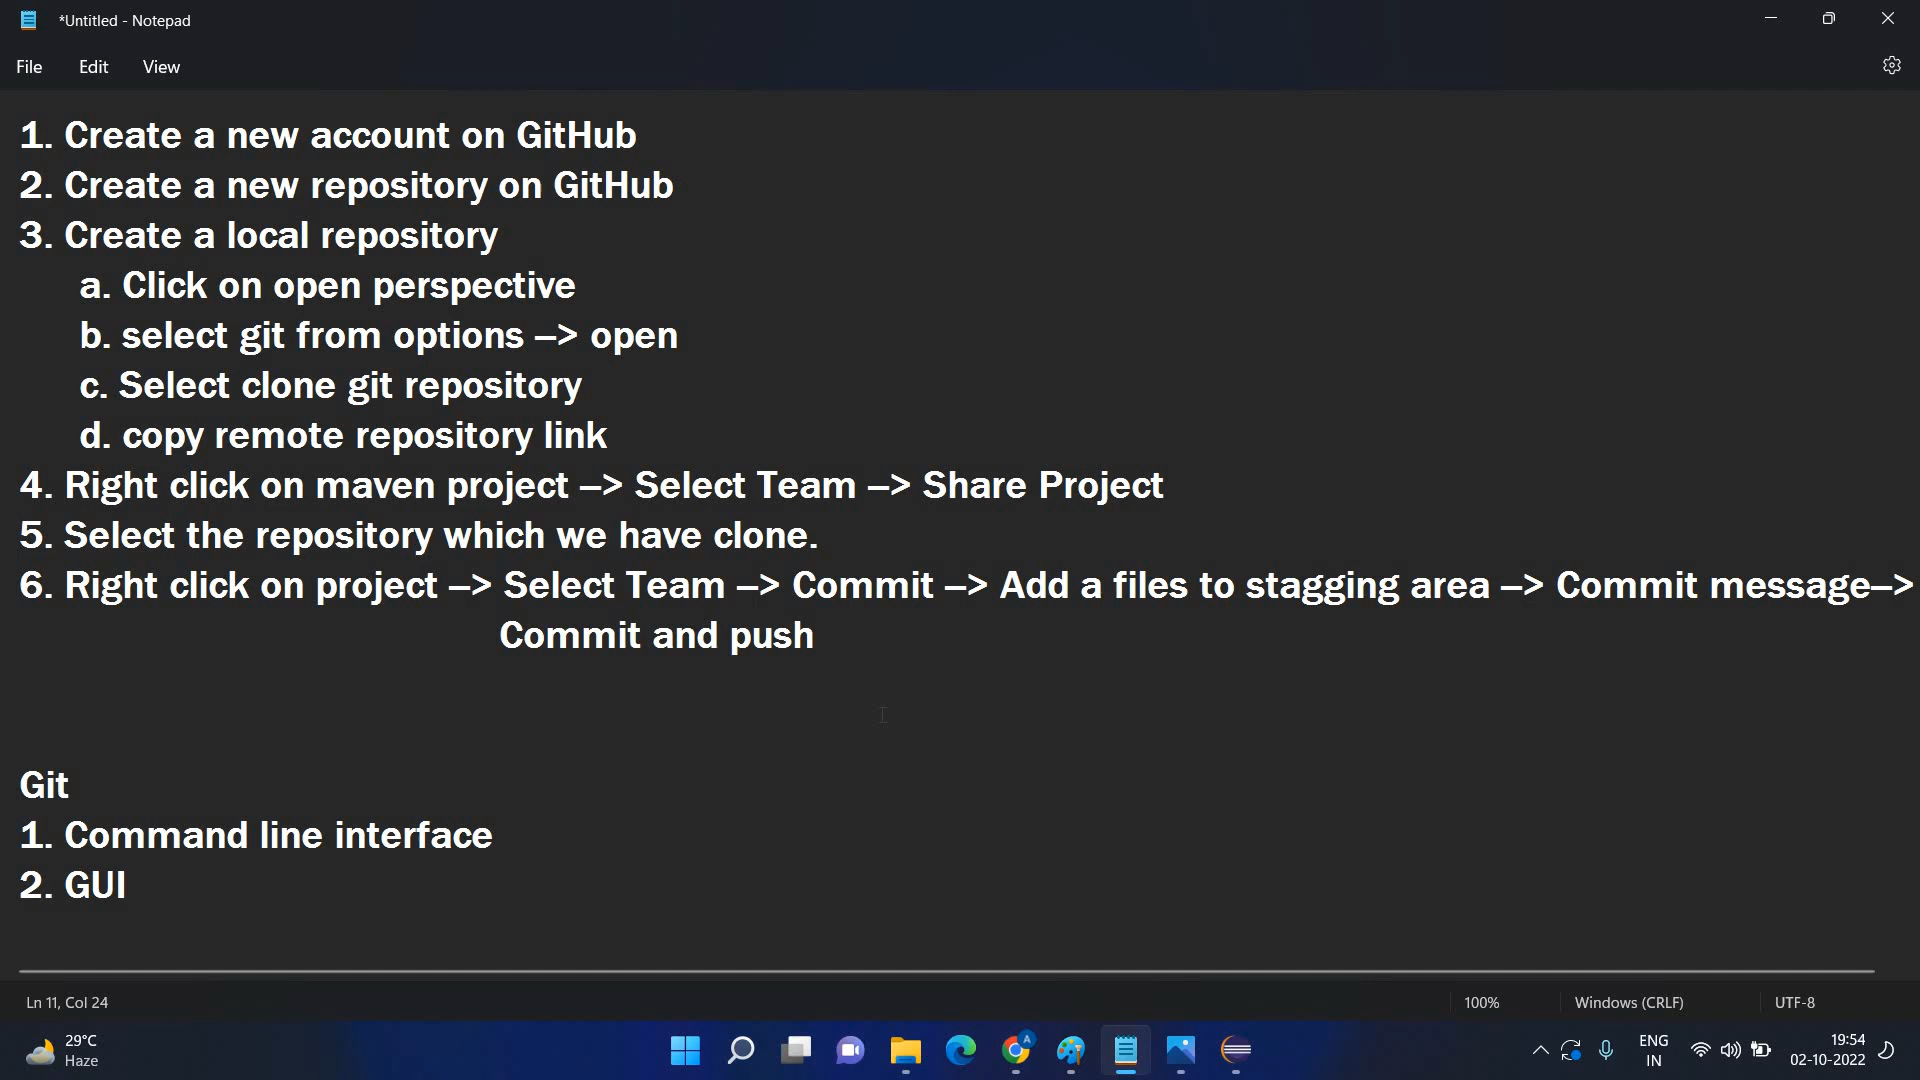 *Untitled - Notepad
File Edit View
1. Create a new account on GitHub
2. Create a new repository on GitHub
3. Create a local repository
a. Click on open perspective
b. select git from options –> open
c. Select clone git repository
d. copy remote repository link
4. Right click on maven project –> Select Team –> Share Project
5. Select the repository which we have clone.
6. Right click on project –> Select Team –> Commit –> Add a files to stagging area –> Commit message–>
Commit and push
Git
1. Command line interface
2. GUI
Ln 11, Col 24 100% Windows (CRLF) UTF-8
29°C
Haze
A
ENG
IN
19:54
02-10-2022